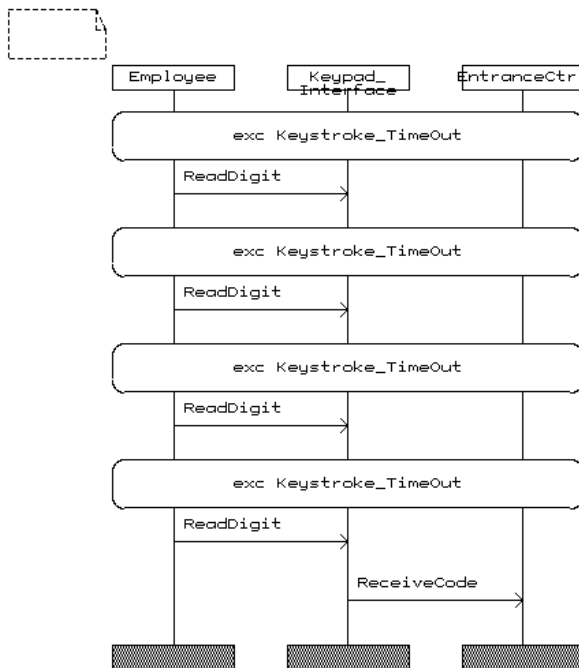 Employee
Keypad_
Interface
EntranceCtr
exc Keystroke_TimeOut
ReadDigit
exc Keystroke_TimeOut
ReadDigit
exc Keystroke_TimeOut
ReadDigit
exc Keystroke_TimeOut
ReadDigit
ReceiveCode